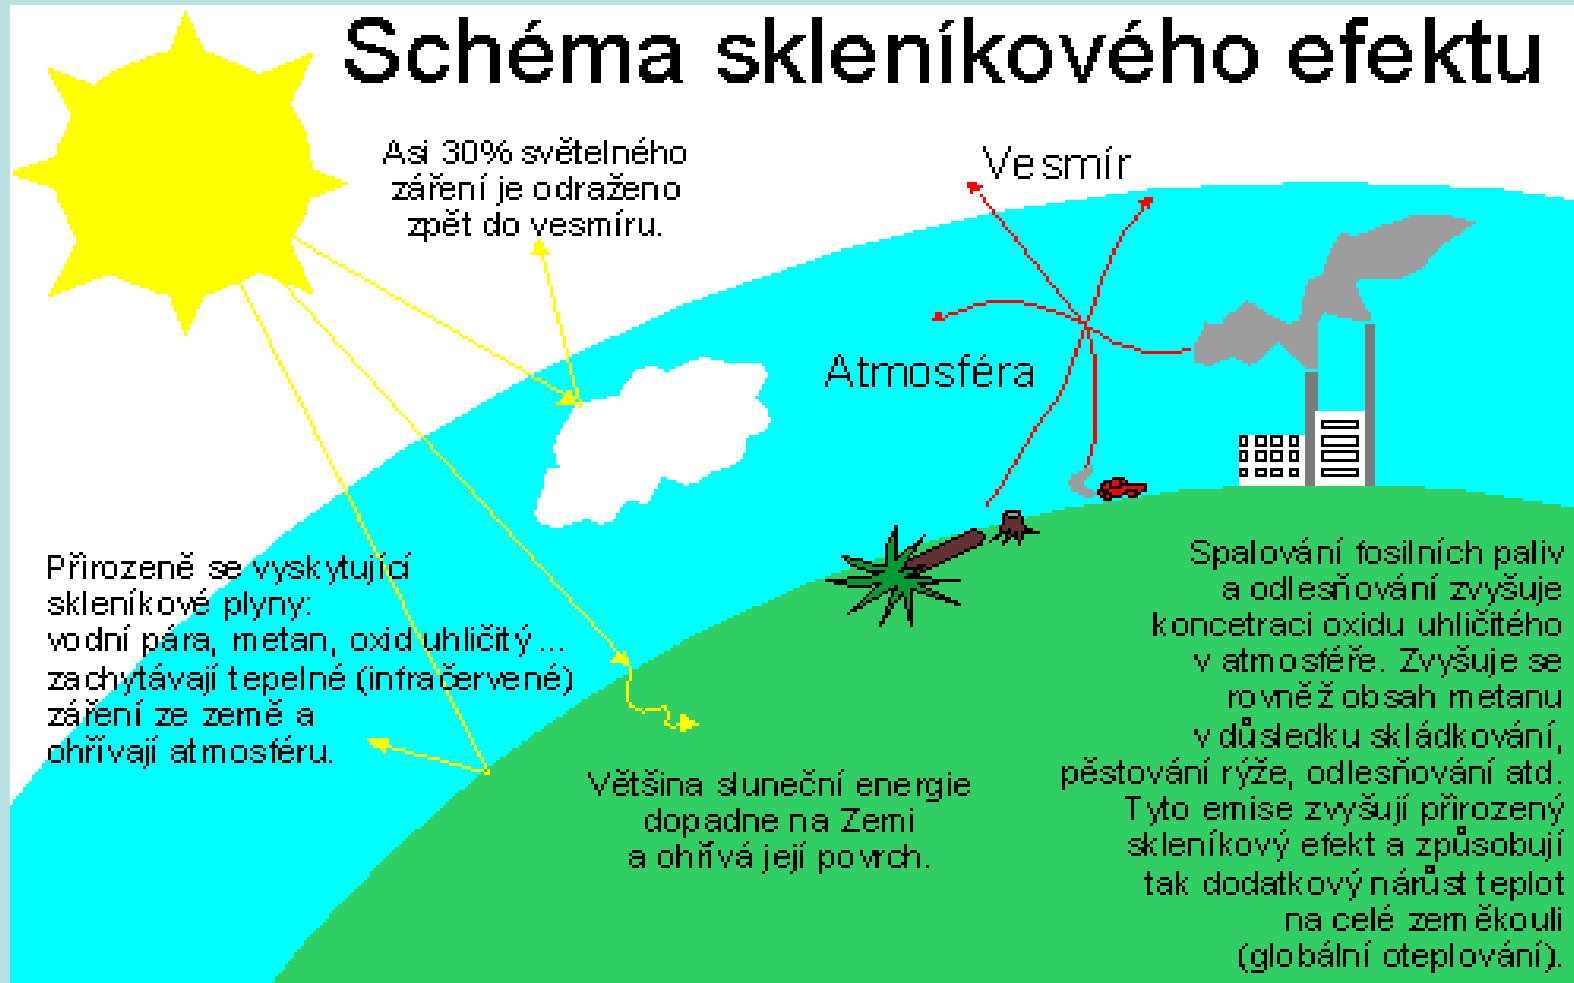 Schéma skleníkového efektu
Asi 30% světelného
záření je odraženo
zpět do vesmíru.
Vesmír
Atmosféra
Přirozeně se vyskytující
skleníkové plyny:
vodní pára, metan, oxid uhličitý...
zachytávají tepelné (infračervené)
záření ze země a
ohřívají atmosféru.
Většina sluneční energie
dopadne na Zemi
a ohřívá její povrch.
Spalování fosilních paliv
a odlesňování zvyšuje
koncetraci oxidu uhličitého
v atmosféře. Zvyšuje se
rovněž obsah metanu
v důsledku skládkování,
pěstování rýže, odlesňování atd.
Tyto emise zvyšují přirozený
skleníkový efekt a způsobují
tak dodatkový nárůst teplot
na celé zeměkouli
(globální oteplování).